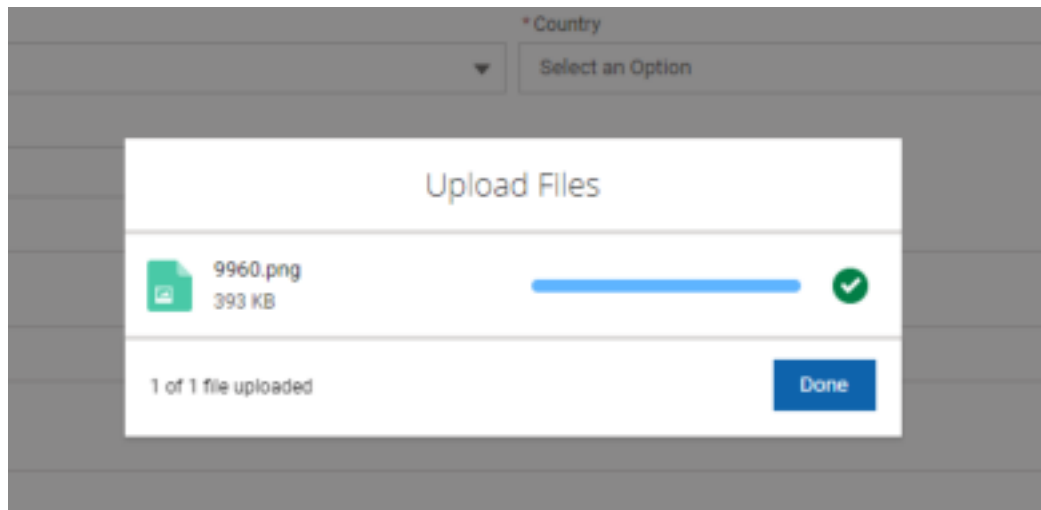 *Country
Select an Option
Upload Files
9960.png
393 KB
1 of 1 file uploaded
Done